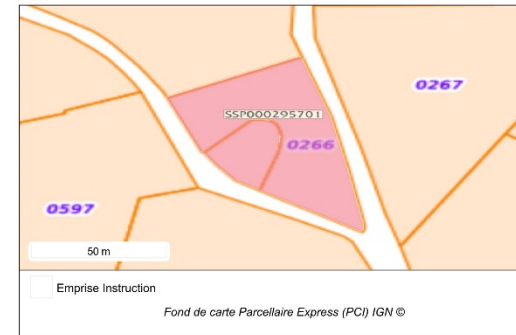 0267
SSP000295701
0266
0597
50 m
Emprise Instruction
Fond de carte Parcellaire Express (PCI) IGN ©